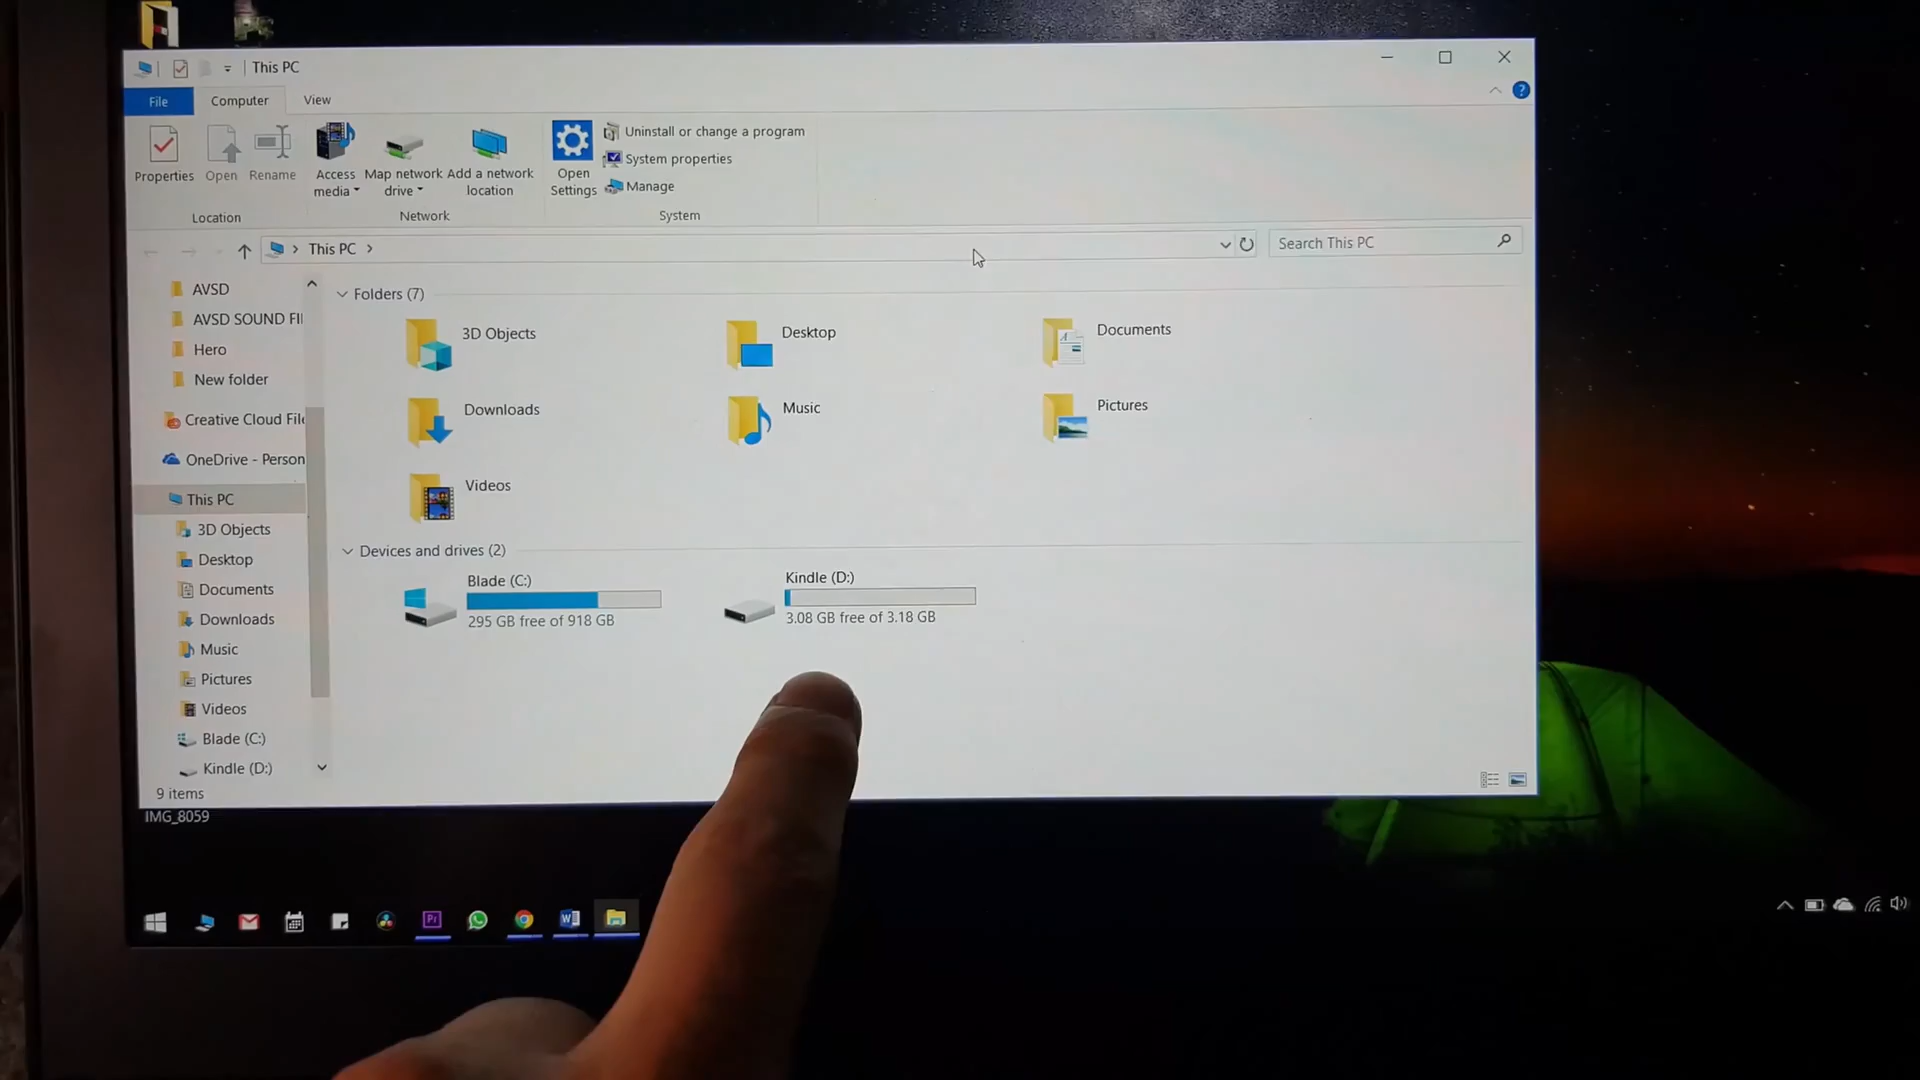 This PC
File Computer View
Uninstall or change a program
System properties
Manage
Properties Open Rename
Access media
Map network drive
Add a network location
Open Settings
Location Network System
This PC
Search This PC
AVSD
AVSD SOUND FI
Hero
New folder
Creative Cloud File
OneDrive - Person
This PC
3D Objects
Desktop
Documents
Downloads
Music
Pictures
Videos
Blade (C:)
Kindle (D:)
Folders (7)
3D Objects Desktop Documents
Downloads Music Pictures
Videos
Devices and drives (2)
Blade (C:)
295 GB free of 918 GB
Kindle (D:)
3.08 GB free of 3.18 GB
9 items
IMG_8059
Pr